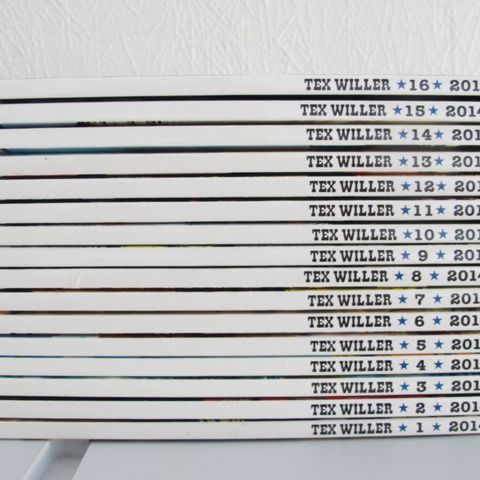 TEX WILLER ★16★ 201
TEX WILLER ★15★ 2014
TEX WILLER ★14★ 201
TEX WILLER ★13★ 201
TEX WILLER ★12★ 201
TEX WILLER ★11★ 201
TEX WILLER ★10★ 201
TEX WILLER ★ 9 ★ 201
TEX WILLER ★ 8 ★ 2014
TEX WILLER ★ 7 ★ 201
TEX WILLER ★ 6 ★ 201
TEX WILLER ★ 5 ★ 201
TEX WILLER ★ 4 ★ 201
TEX WILLER ★ 3 ★ 201
TEX WILLER ★ 2 ★ 201
TEX WILLER ★ 1 ★ 2014